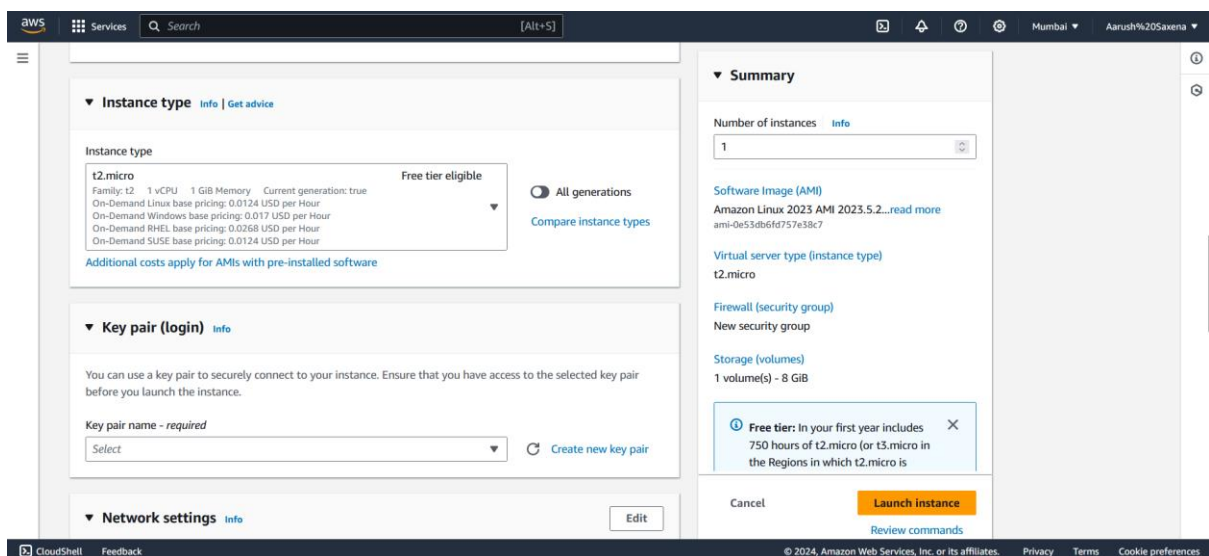 aws
Services
Search [Alt+S]
Mumbai ▼
Aarush%20Saxena ▼
▼ Instance type Info | Get advice
Instance type
t2.micro Free tier eligible
Family: t2 1 vCPU 1 GiB Memory Current generation: true
On-Demand Linux base pricing: 0.0124 USD per Hour
On-Demand Windows base pricing: 0.017 USD per Hour
On-Demand RHEL base pricing: 0.0268 USD per Hour
On-Demand SUSE base pricing: 0.0124 USD per Hour
All generations
Compare instance types
Additional costs apply for AMIs with pre-installed software
▼ Key pair (login) Info
You can use a key pair to securely connect to your instance. Ensure that you have access to the selected key pair
before you launch the instance.
Key pair name - required
Select
Create new key pair
▼ Network settings Info
Edit
▼ Summary
Number of instances Info
1
Software Image (AMI)
Amazon Linux 2023 AMI 2023.5.2...read more
ami-0e53db6fd757e38c7
Virtual server type (instance type)
t2.micro
Firewall (security group)
New security group
Storage (volumes)
1 volume(s) - 8 GiB
Free tier: In your first year includes
750 hours of t2.micro (or t3.micro in
the Regions in which t2.micro is
Cancel
Launch instance
Review commands
CloudShell Feedback
© 2024, Amazon Web Services, Inc. or its affiliates. Privacy Terms Cookie preferences